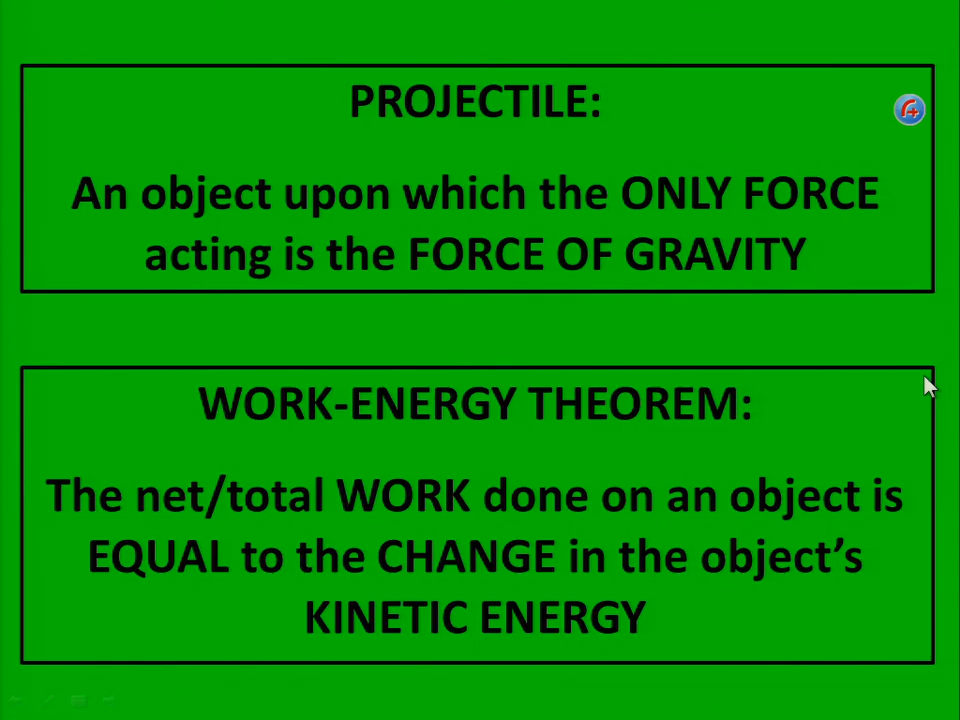 PROJECTILE:
An object upon which the ONLY FORCE
acting is the FORCE OF GRAVITY
WORK-ENERGY THEOREM:
The net/total WORK done on an object is
EQUAL to the CHANGE in the object’s
KINETIC ENERGY